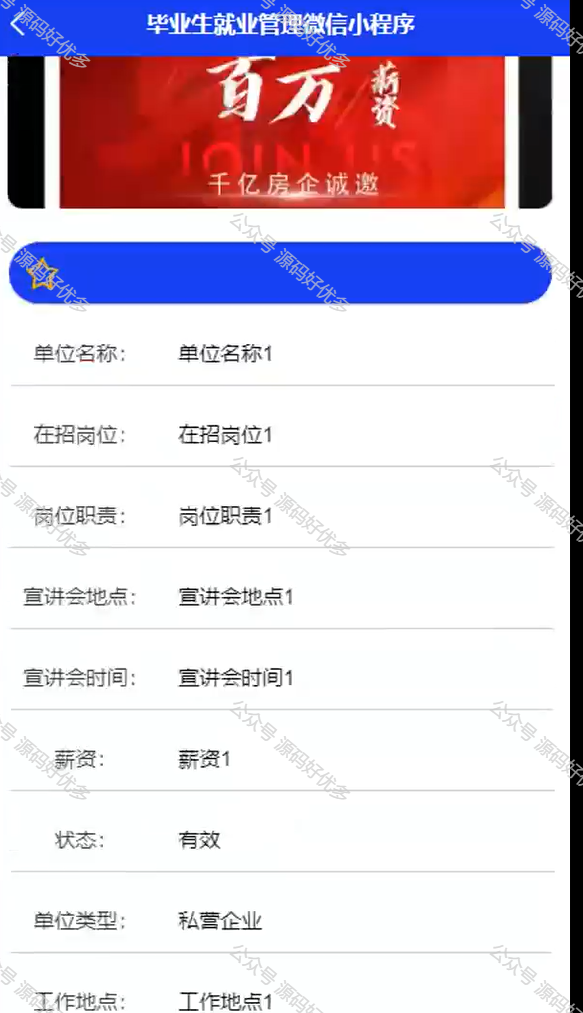 毕业生就业管理微信小程序
百万/薪资
JOIN US
千亿房企诚邀
单位名称： 单位名称1
在招岗位： 在招岗位1
岗位职责： 岗位职责1
宣讲会地点： 宣讲会地点1
宣讲会时间： 宣讲会时间1
薪资： 薪资1
状态： 有效
单位类型： 私营企业
工作地点： 工作地点1
公众号 源码好优多